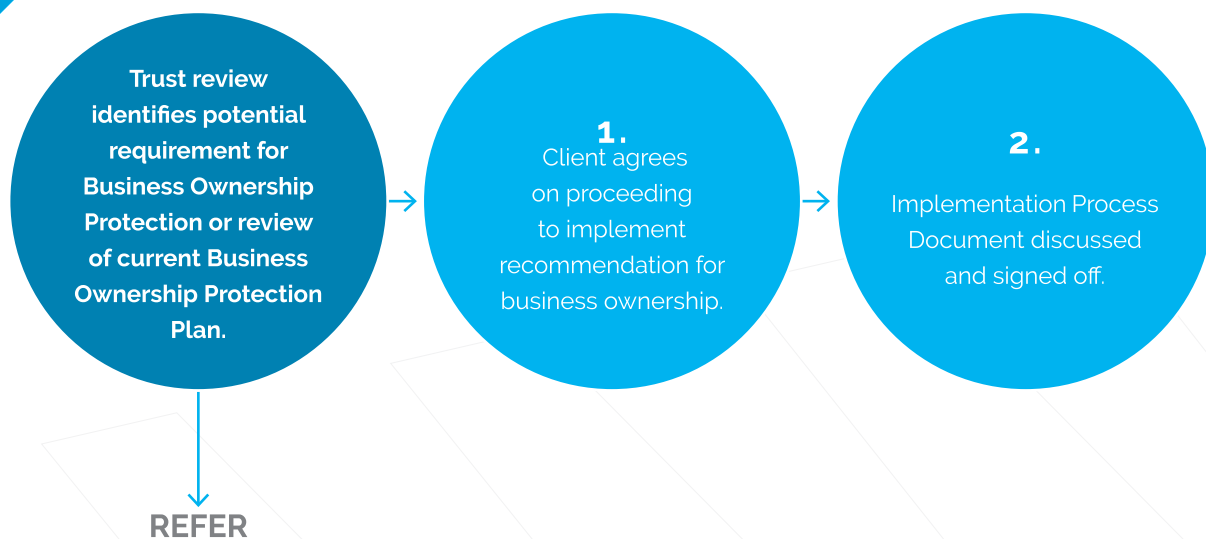 Trust review
identifies potential
requirement for
Business Ownership
Protection or review
of current Business
Ownership Protection
Plan.
1.
Client agrees
on proceeding
to implement
recommendation for
business ownership.
2.
Implementation Process
Document discussed
and signed off.
REFER